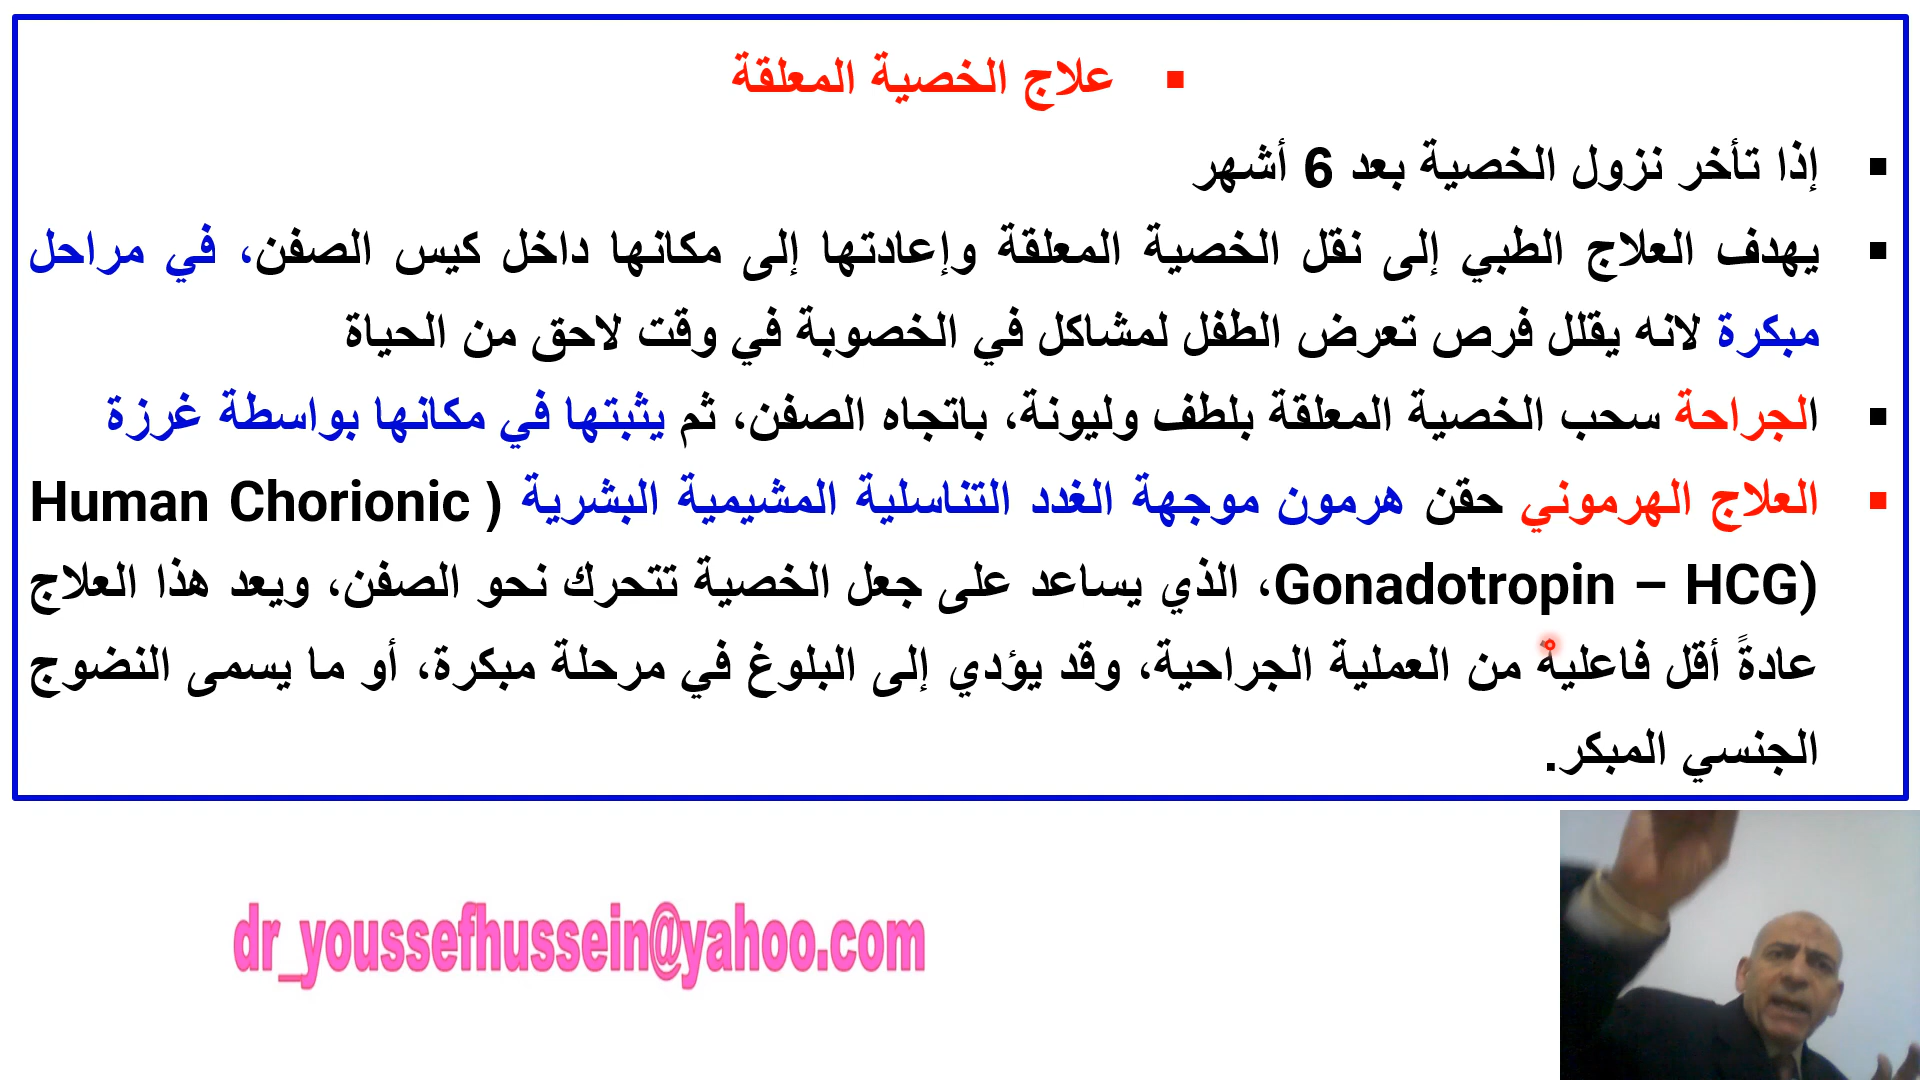 ▪ علاج الخصية المعلقة
▪ إذا تأخر نزول الخصية بعد 6 أشهر
▪ يهدف العلاج الطبي إلى نقل الخصية المعلقة وإعادتها إلى مكانها داخل كيس الصفن، في مراحل
مبكرة لانه يقلل فرص تعرض الطفل لمشاكل في الخصوبة في وقت لاحق من الحياة
▪ الجراحة سحب الخصية المعلقة بلطف وليونة، باتجاه الصفن، ثم يثبتها في مكانها بواسطة غرزة
▪ العلاج الهرموني حقن هرمون موجهة الغدد التناسلية المشيمية البشرية ( Human Chorionic
Gonadotropin – HCG)، الذي يساعد على جعل الخصية تتحرك نحو الصفن، ويعد هذا العلاج
عادةً أقل فاعلية من العملية الجراحية، وقد يؤدي إلى البلوغ في مرحلة مبكرة، أو ما يسمى النضوج
الجنسي المبكر.
dr_youssefhussein@yahoo.com